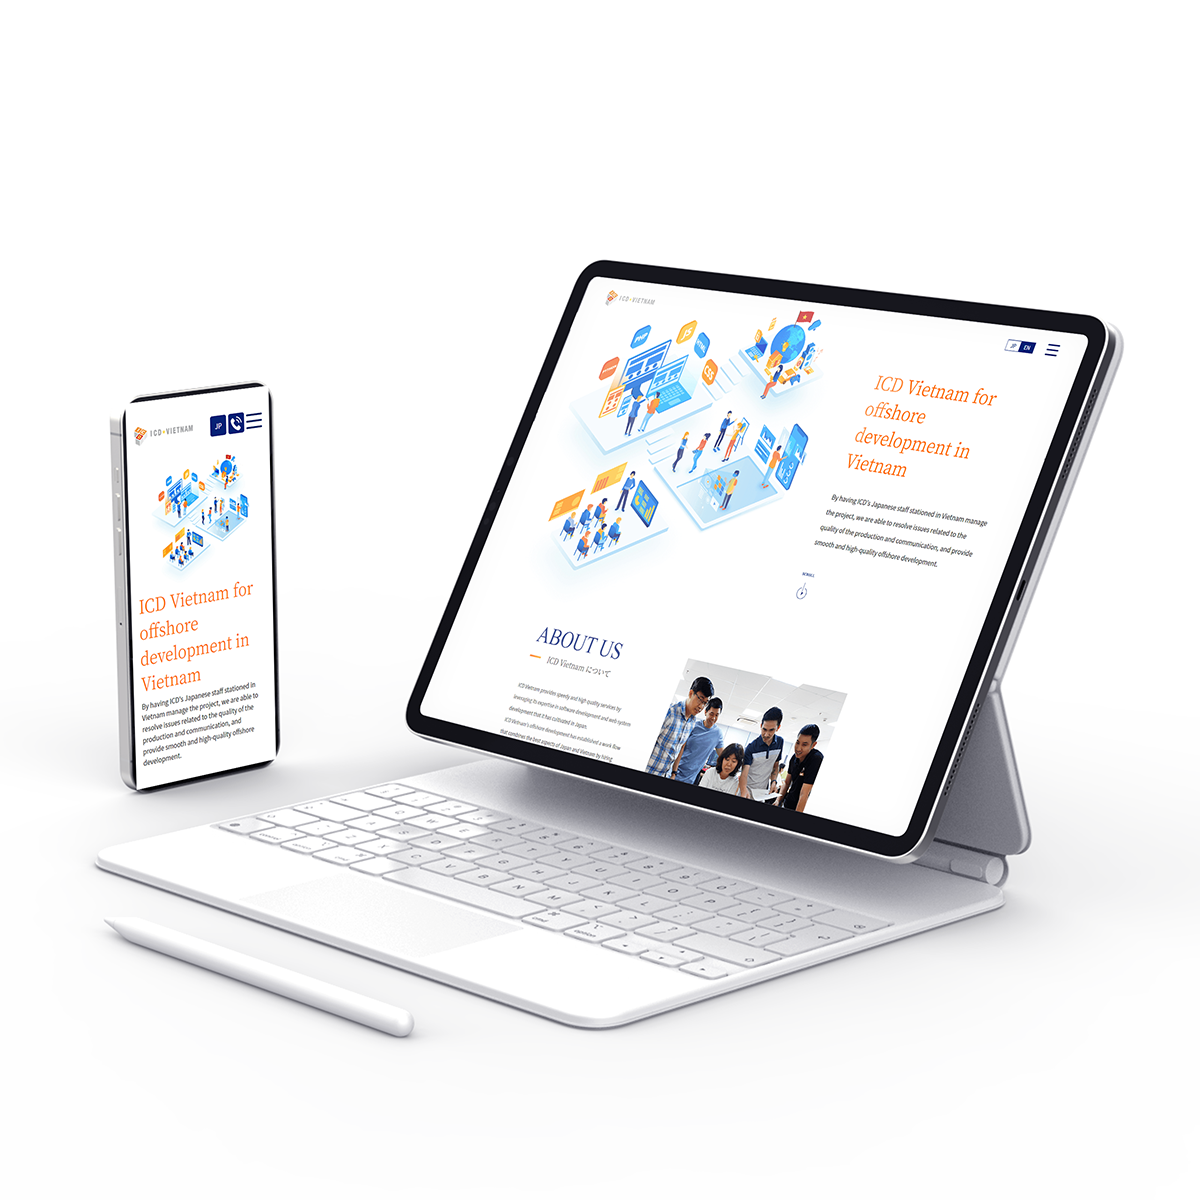 ICD VIETNAM
JP
ICD Vietnam for
offshore
development in
Vietnam
By having ICD's Japanese staff stationed in
Vietnam manage the project, we are able to
resolve issues related to the quality of the
production and communication, and
provide smooth and high-quality offshore
development.
ICD VIETNAM
JP EN
PHP
JS
HTML
CSS
ICD Vietnam for
offshore
development in
Vietnam
By having ICD's Japanese staff stationed in Vietnam manage
the project, we are able to resolve issues related to the
quality of the production and communication, and provide
smooth and high-quality offshore development.
SCROLL
ABOUT US
ICD Vietnam について
ICD Vietnam provides speedy and high quality services by
leveraging its expertise in software development and web system
development that it has cultivated in Japan.
ICD Vietnam's offshore development has established a work flow
that combines the best aspects of Japan and Vietnam by hiring
cmd
option